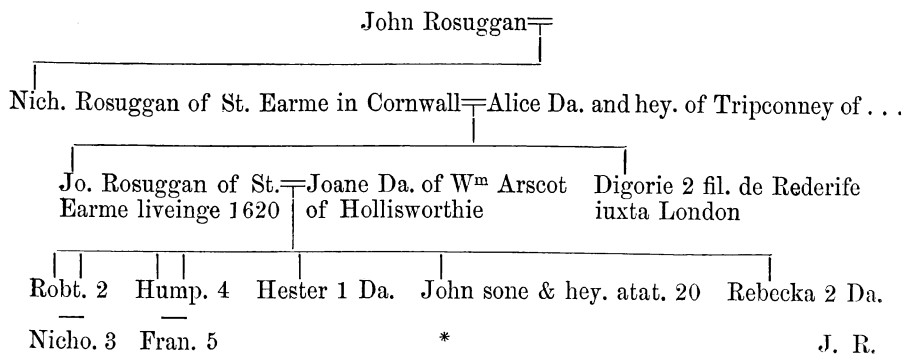 John Rosuggan
Nich. Rosuggan of St. Earme in Cornwall Alice Da. and hey. of Tripconney of . . .
Jo. Rosuggan of St. Joane Da. of Wᵐ Arscot Digorie 2 fil. de Rederife
Earme liveinge 1620 of Hollisworthie iuxta London
Robt. 2 Hump. 4 Hester 1 Da. John sone & hey. atat. 20 Rebecka 2 Da.
Nicho. 3 Fran. 5 * J. R.